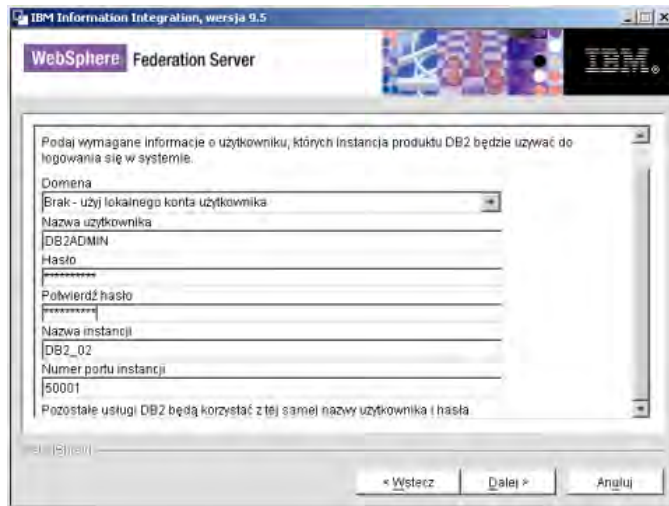 IBM Information Integration, wersja 9.5
WebSphere Federation Server
IBM®
Podaj wymagane informacje o użytkowniku, których instancja produktu DB2 będzie używać do
logowania się w systemie.
Domena
Brak - użyj lokalnego konta użytkownika
Nazwa użytkownika
DB2ADMIN
Hasło
**********
Potwierdź hasło
**********
Nazwa instancji
DB2_02
Numer portu instancji
50001
Pozostałe usługi DB2 będą korzystać z tej samej nazwy użytkownika i hasła
InstallShield
< Wstecz
Dalej >
Anuluj